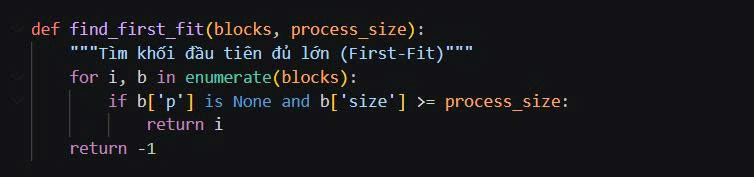 def find_first_fit(blocks, process_size):
    """Tìm khối đầu tiên đủ lớn (First-Fit)"""
    for i, b in enumerate(blocks):
        if b['p'] is None and b['size'] >= process_size:
            return i
    return -1